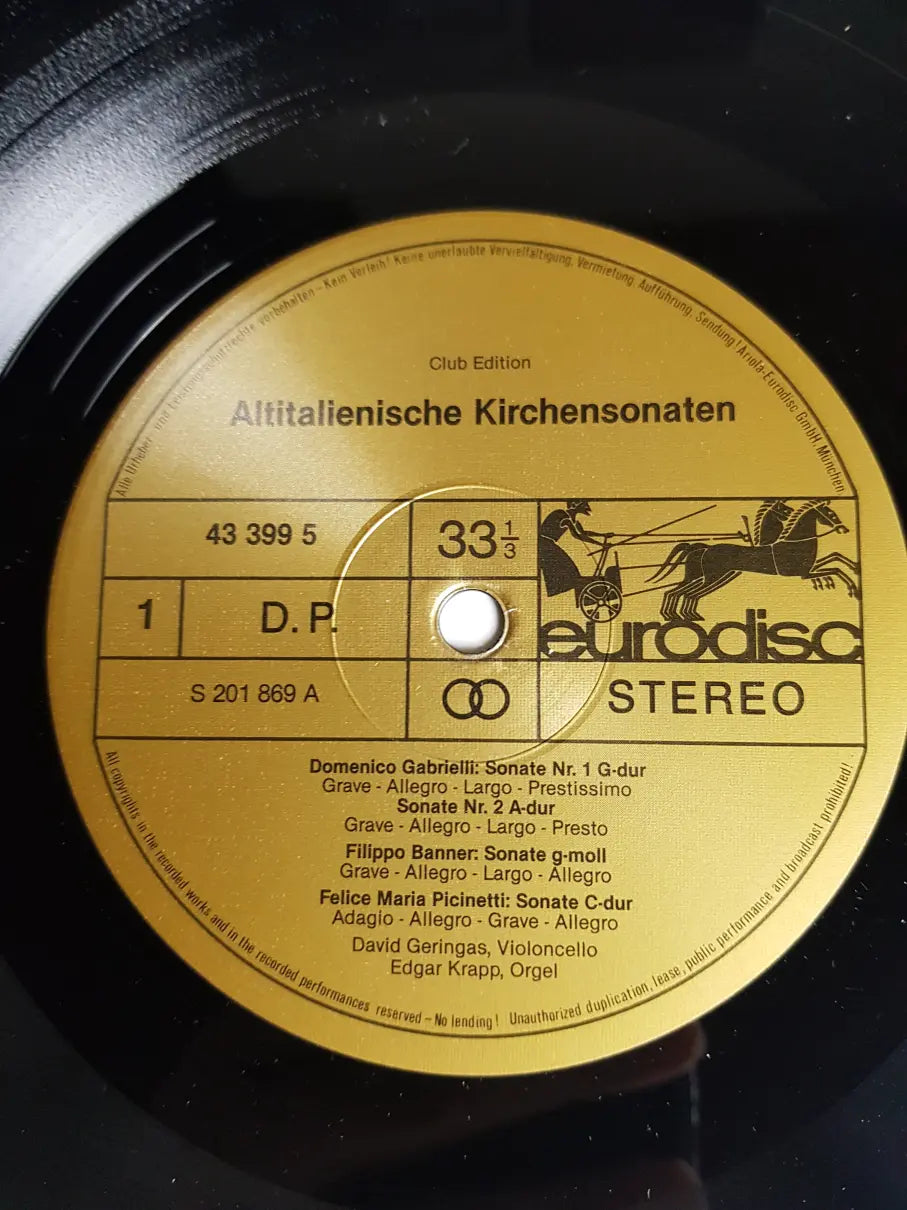 Alle Urheber- und Leistungsschutzrechte vorbehalten – Kein Verleih! Keine unerlaubte Vervielfältigung, Vermietung, Aufführung, Sendung! Ariola-Eurodisc GmbH, München
Club Edition
Altitalienische Kirchensonaten
43 399 5
33 1/3
1
D. P.
eurodisc
S 201 869 A
STEREO
Domenico Gabrielli: Sonate Nr. 1 G-dur
Grave - Allegro - Largo - Prestissimo
Sonate Nr. 2 A-dur
Grave - Allegro - Largo - Presto
Filippo Banner: Sonate g-moll
Grave - Allegro - Largo - Allegro
Felice Maria Picinetti: Sonate C-dur
Adagio - Allegro - Grave - Allegro
David Geringas, Violoncello
Edgar Krapp, Orgel
All copyrights in the recorded works and in the recorded performances reserved – No lending! Unauthorized duplication, lease, public performance and broadcast prohibited!